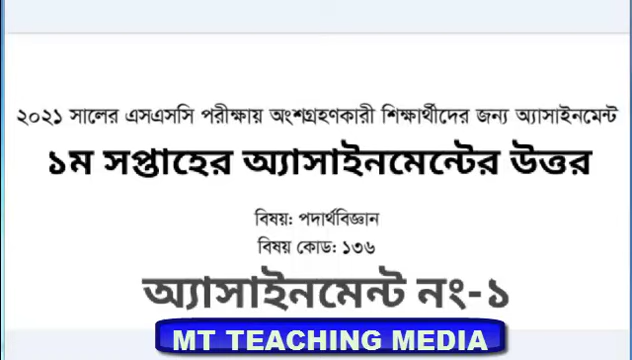 ২০২১ সালের এসএসসি পরীক্ষায় অংশগ্রহণকারী শিক্ষার্থীদের জন্য অ্যাসাইনমেন্ট
১ম সপ্তাহের অ্যাসাইনমেন্টের উত্তর
বিষয়: পদার্থবিজ্ঞান
বিষয় কোড: ১৩৬
অ্যাসাইনমেন্ট নং-১
MT TEACHING MEDIA